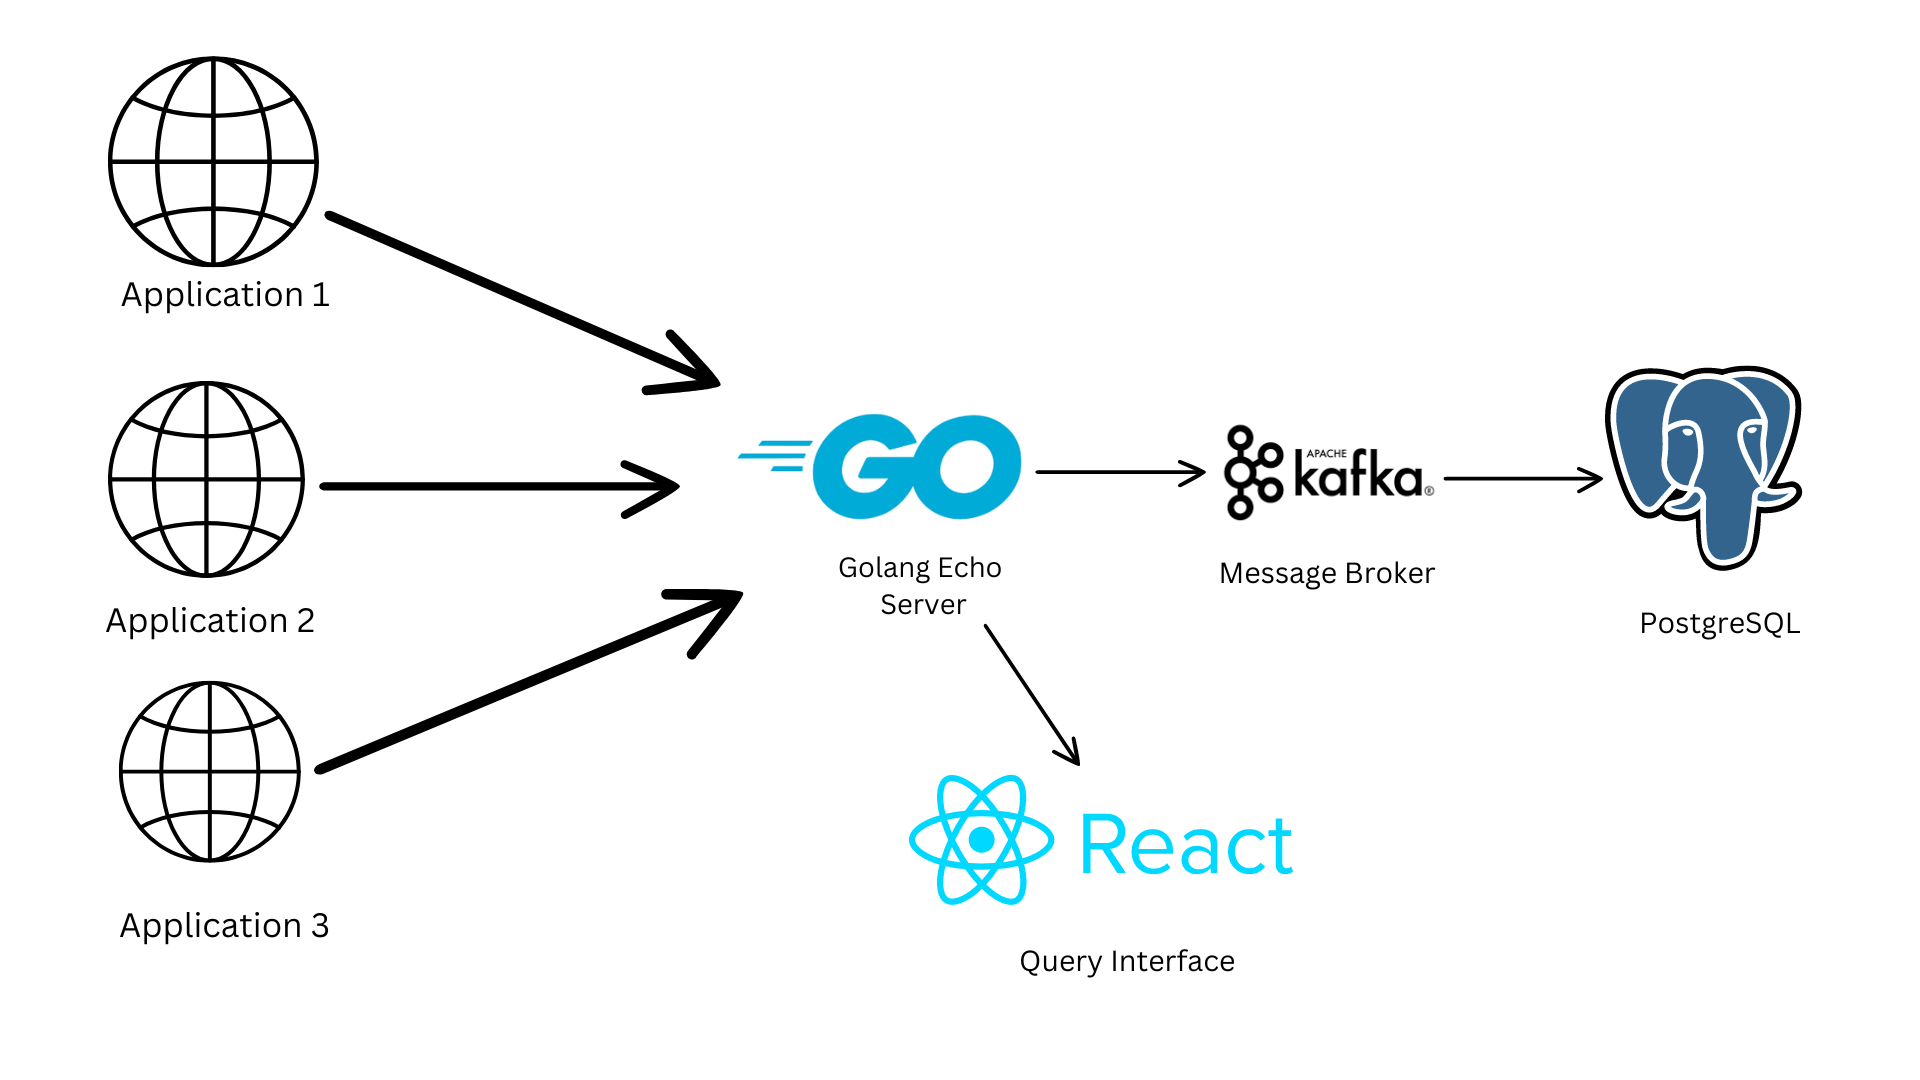 Application 1
Application 2
Application 3
GO
Golang Echo
Server
APACHE
kafka®
Message Broker
PostgreSQL
React
Query Interface